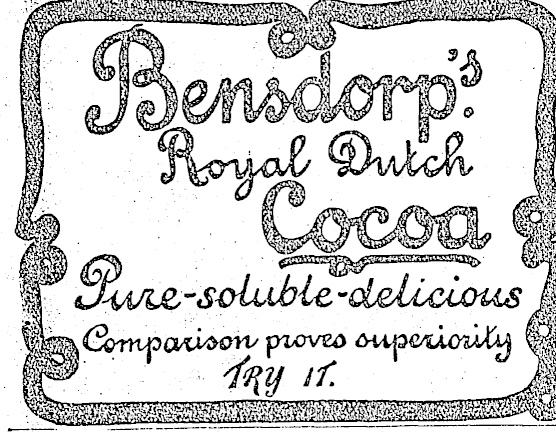 Bensdorp's.
Royal Dutch
Cocoa
Pure-soluble-delicious
Comparison proves superiority
TRY IT.